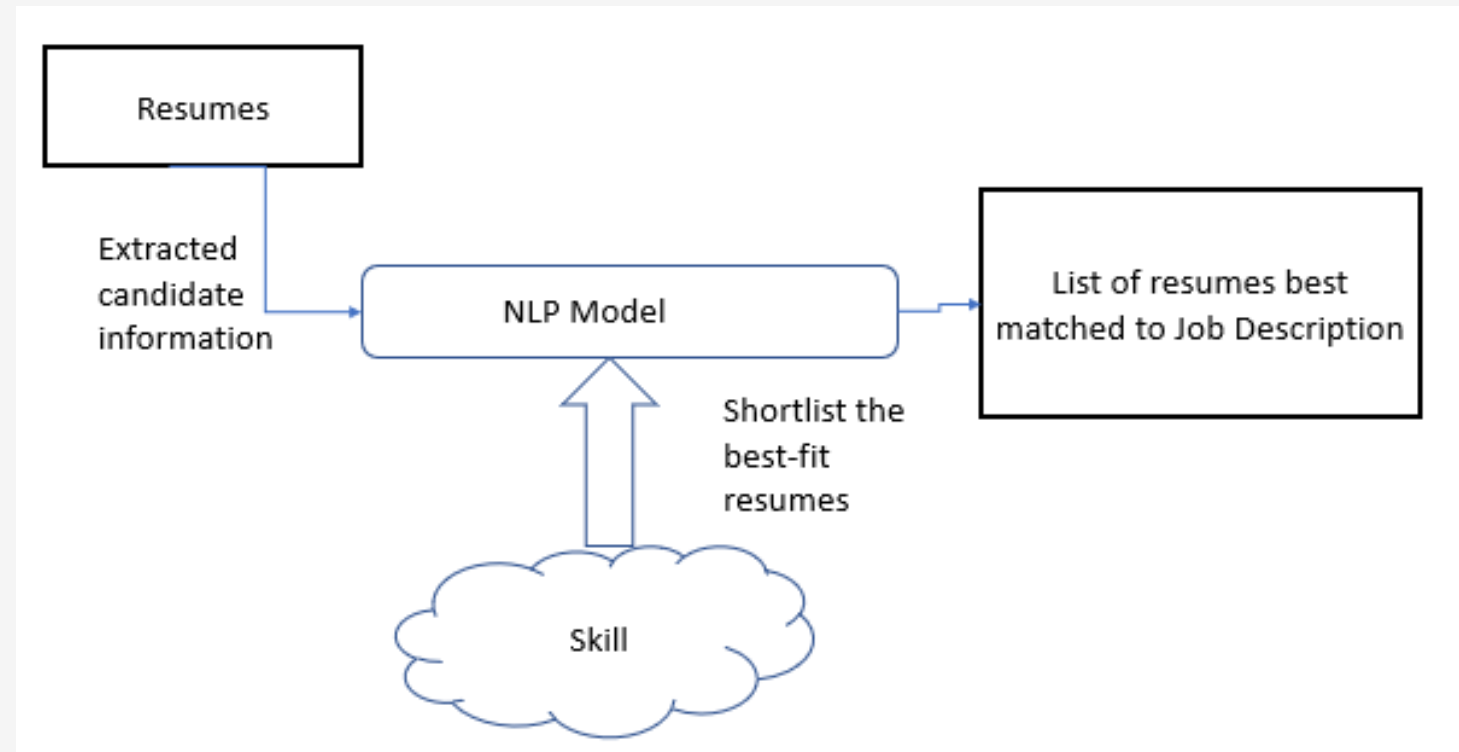 Resumes
Extracted
candidate
information
NLP Model
List of resumes best
matched to Job Description
Shortlist the
best-fit
resumes
Skill